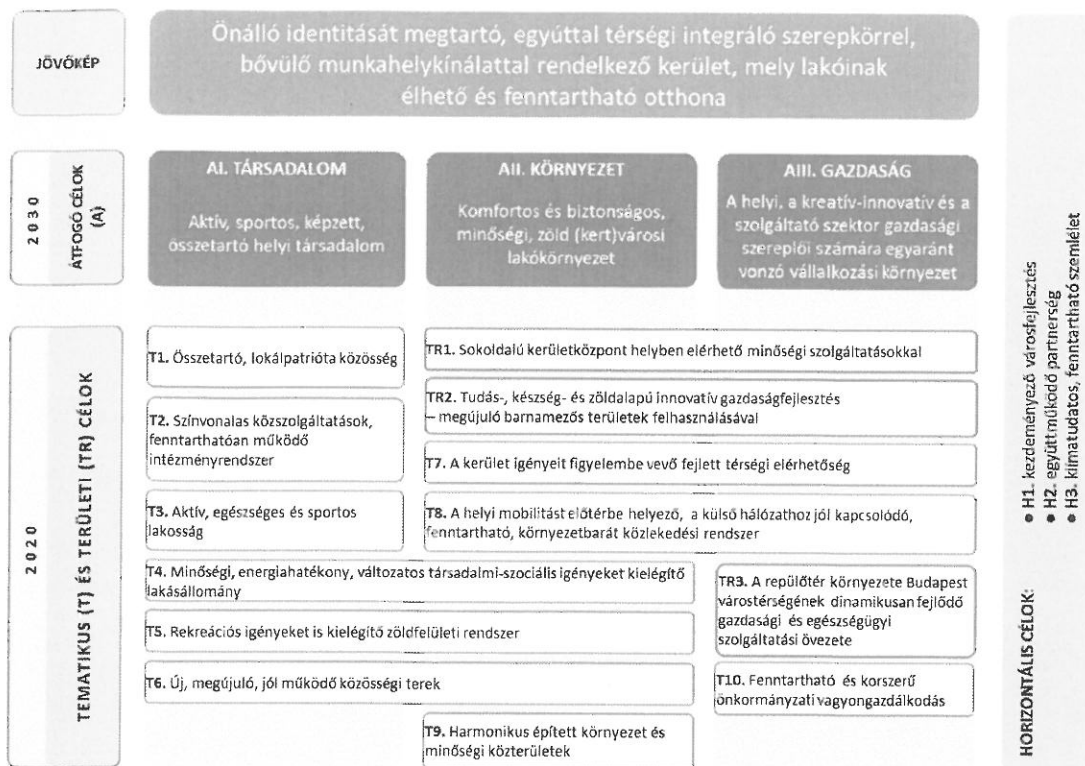 JÖVŐKÉP
Önálló identitását megtartó, egyúttal térségi integráló szerepkörrel,
bővülő munkahelykínálattal rendelkező kerület, mely lakóinak
élhető és fenntartható otthona
2030
ÁTFOGÓ CÉLOK
(A)
AI. TÁRSADALOM
Aktív, sportos, képzett,
összetartó helyi társadalom
AII. KÖRNYEZET
Komfortos és biztonságos,
minőségi, zöld (kert)városi
lakókörnyezet
AIII. GAZDASÁG
A helyi, a kreatív-innovatív és a
szolgáltató szektor gazdasági
szereplői számára egyaránt
vonzó vállalkozási környezet
2020
TEMATIKUS (T) ÉS TERÜLETI (TR) CÉLOK
T1. Összetartó, lokálpatrióta közösség
T2. Színvonalas közszolgáltatások,
fenntarthatóan működő
intézményrendszer
T3. Aktív, egészséges és sportos
lakosság
TR1. Sokoldalú kerületközpont helyben elérhető minőségi szolgáltatásokkal
TR2. Tudás-, készség- és zöldalapú innovatív gazdaságfejlesztés
– megújuló barnamezős területek felhasználásával
T7. A kerület igényeit figyelembe vevő fejlett térségi elérhetőség
T8. A helyi mobilitást előtérbe helyező, a külső hálózathoz jól kapcsolódó,
fenntartható, környezetbarát közlekedési rendszer
T4. Minőségi, energiahatékony, változatos társadalmi-szociális igényeket kielégítő
lakásállomány
T5. Rekreációs igényeket is kielégítő zöldfelületi rendszer
T6. Új, megújuló, jól működő közösségi terek
T9. Harmonikus épített környezet és
minőségi közterületek
TR3. A repülőtér környezete Budapest
várostérségének dinamikusan fejlődő
gazdasági és egészségügyi
szolgáltatási övezete
T10. Fenntartható és korszerű
önkormányzati vagyongazdálkodás
HORIZONTÁLIS CÉLOK:
• H1. kezdeményező városfejlesztés
• H2. együttműködő partnerség
• H3. klímatudatos, fenntartható szemlélet